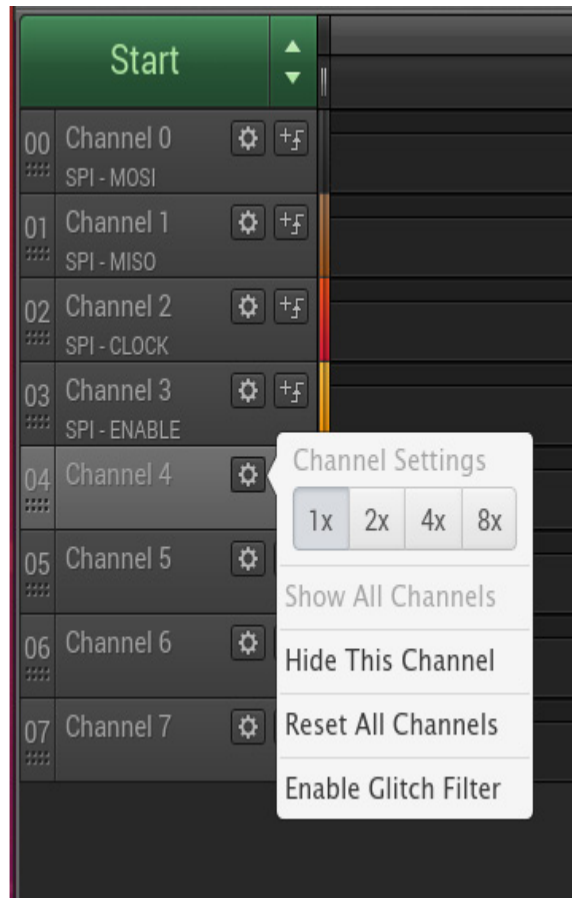 Start
00 Channel 0
SPI - MOSI
01 Channel 1
SPI - MISO
02 Channel 2
SPI - CLOCK
03 Channel 3
SPI - ENABLE
04 Channel 4
05 Channel 5
06 Channel 6
07 Channel 7
Channel Settings
1x 2x 4x 8x
Show All Channels
Hide This Channel
Reset All Channels
Enable Glitch Filter